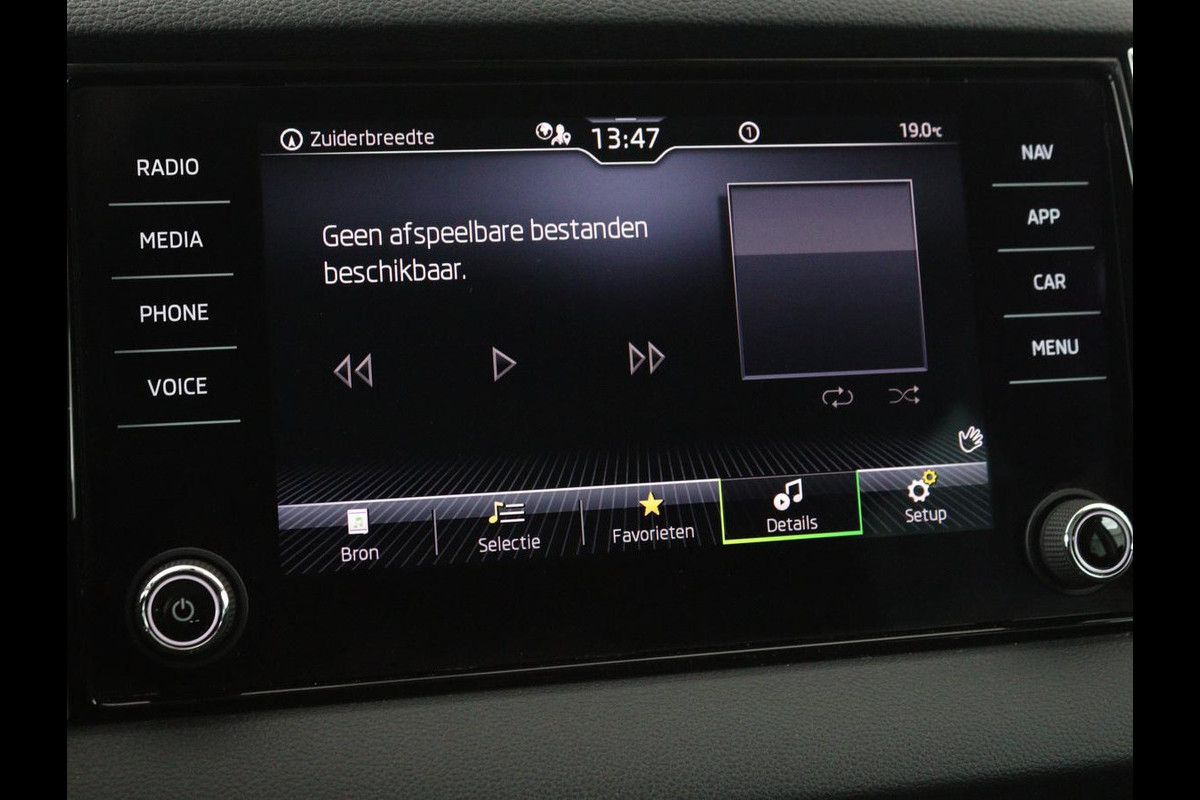 Zuiderbreedte
13:47
1
19.0°C
RADIO
MEDIA
PHONE
VOICE
Geen afspeelbare bestanden
beschikbaar.
NAV
APP
CAR
MENU
Bron
Selectie
Favorieten
Details
Setup